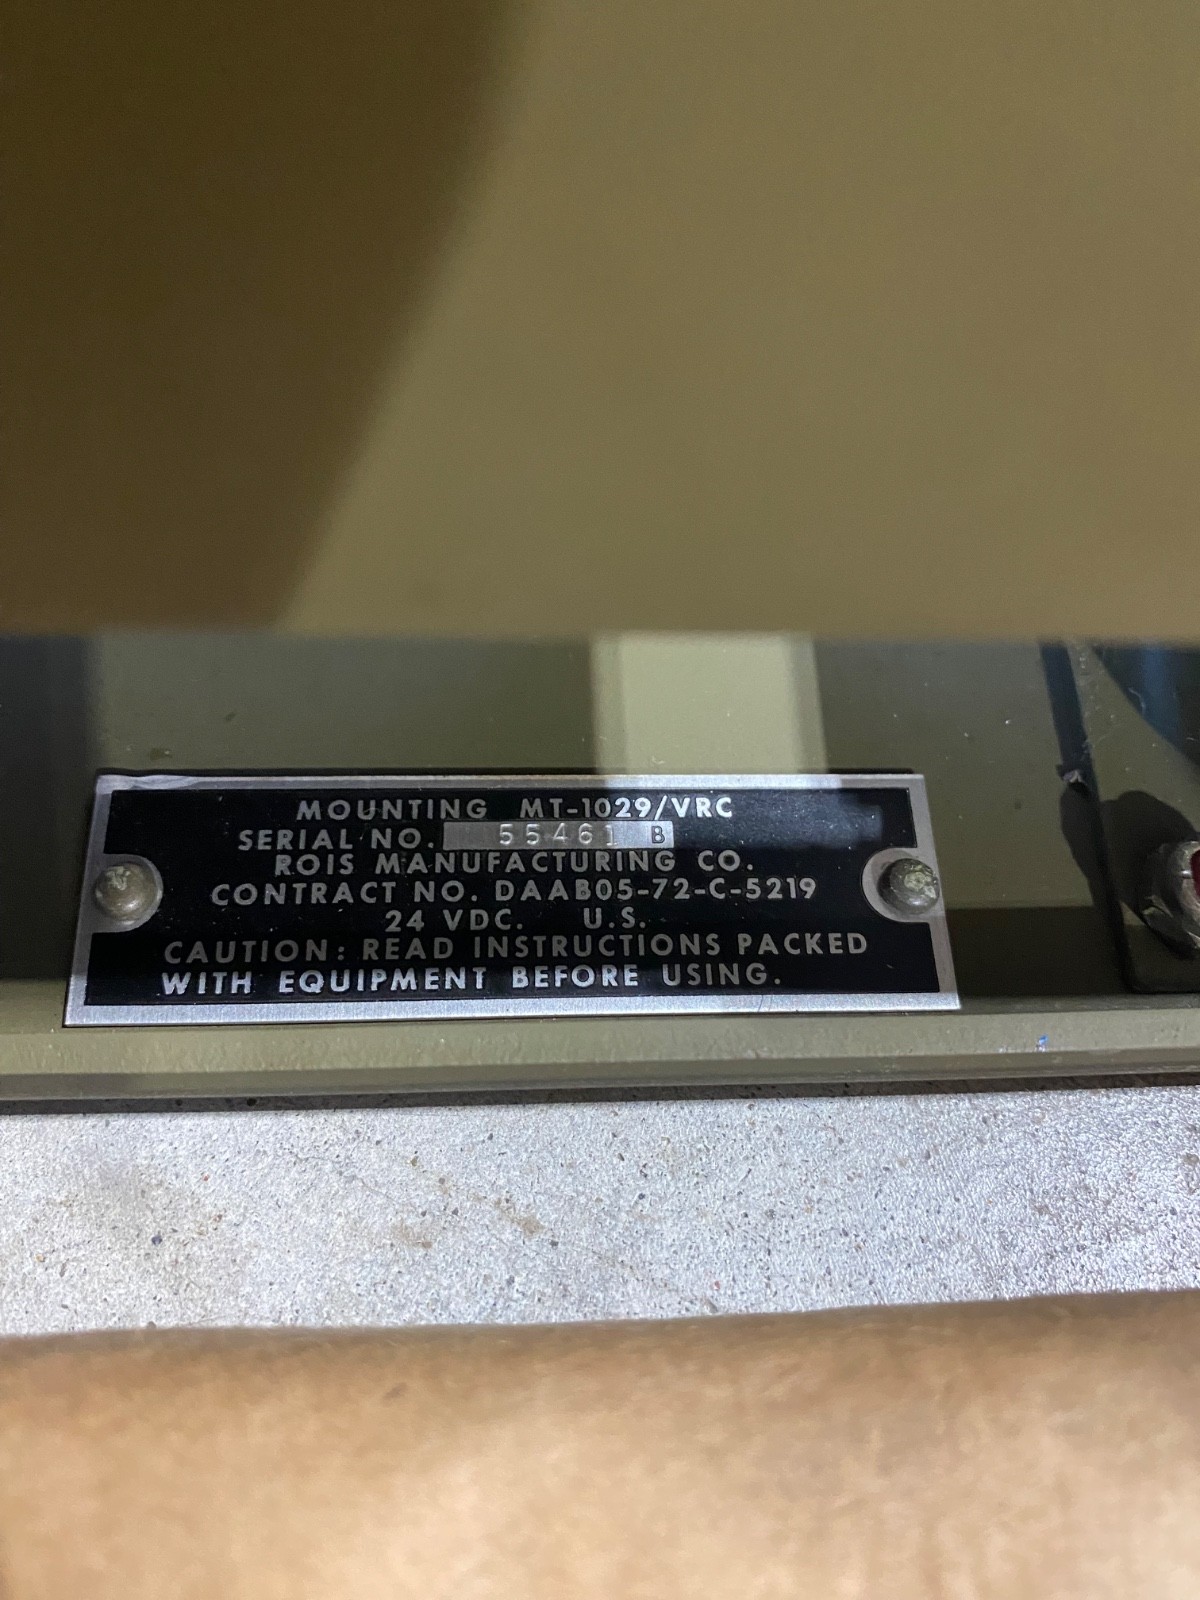 MOUNTING MT-1029/VRC
SERIAL NO. 55461 B
ROIS MANUFACTURING CO.
CONTRACT NO. DAAB05-72-C-5219
24 VDC. U.S.
CAUTION: READ INSTRUCTIONS PACKED
WITH EQUIPMENT BEFORE USING.